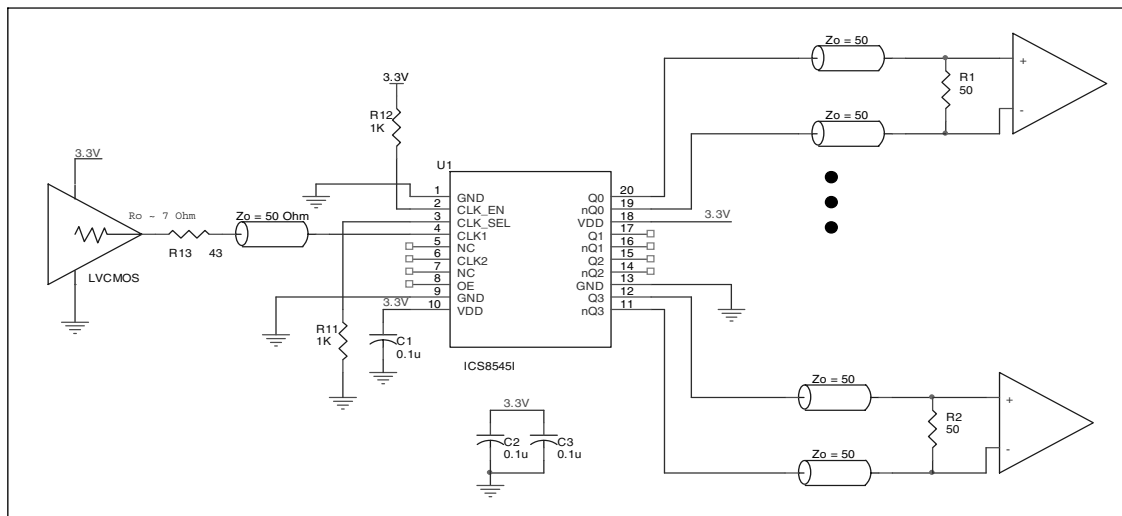 3.3V
R12
1K
3.3V
Ro ~ 7 Ohm
R13
43
LVCMOS
Zo = 50 Ohm
U1
1
2
3
4
5
6
7
8
9
10
GND
CLK_EN
CLK_SEL
CLK1
NC
CLK2
NC
OE
GND
VDD
Q0
nQ0
VDD
Q1
nQ1
Q2
nQ2
GND
Q3
nQ3
20
19
18
17
16
15
14
13
12
11
ICS8545I
3.3V
R11
1K
3.3V
C1
0.1u
3.3V
C2
0.1u
C3
0.1u
Zo = 50
Zo = 50
R1
50
+
-
Zo = 50
Zo = 50
R2
50
+
-